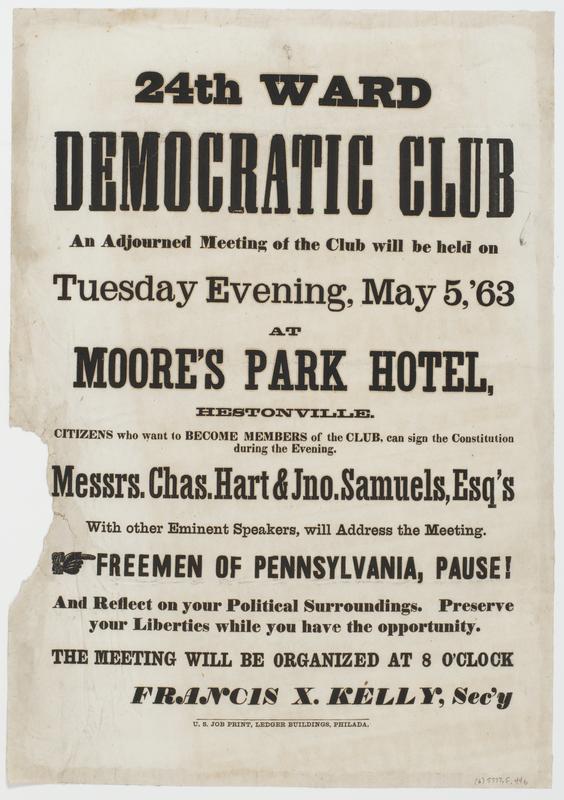 24th WARD
DEMOCRATIC CLUB
An Adjourned Meeting of the Club will be held on
Tuesday Evening, May 5,'63
AT
MOORE'S PARK HOTEL,
HESTONVILLE.
CITIZENS who want to BECOME MEMBERS of the CLUB, can sign the Constitution
during the Evening.
Messrs. Chas. Hart & Jno. Samuels, Esq's
With other Eminent Speakers, will Address the Meeting.
FREEMEN OF PENNSYLVANIA, PAUSE!
And Reflect on your Political Surroundings. Preserve
your Liberties while you have the opportunity.
THE MEETING WILL BE ORGANIZED AT 8 O'CLOCK
FRANCIS X. KELLY, Sec'y
U. S. JOB PRINT, LEDGER BUILDINGS, PHILADA.